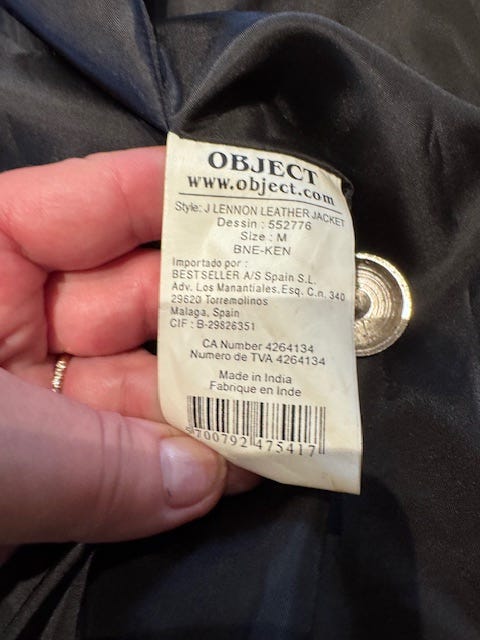 OBJECT
www.object.com
Style: J LENNON LEATHER JACKET
Dessin : 552776
Size : M
BNE-KEN
Importado por :
BESTSELLER A/S Spain S.L.
Adv. Los Manantiales, Esq. C.n. 340
29620 Torremolinos
Malaga, Spain
CIF : B-29826351
CA Number 4264134
Numero de TVA 4264134
Made in India
Fabrique en Inde
5700792475417